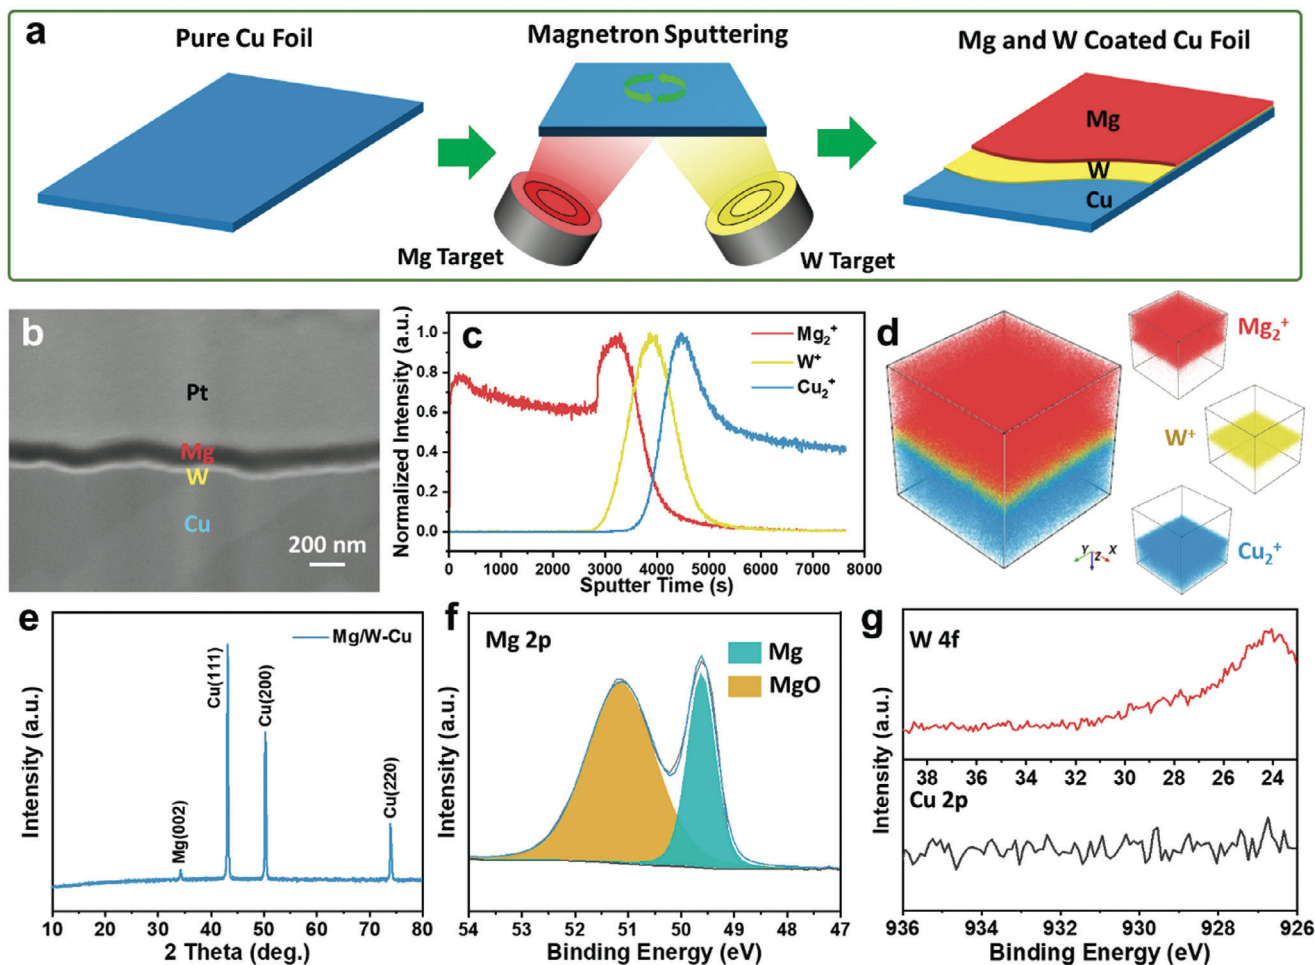 a
Pure Cu Foil
Magnetron Sputtering
Mg and W Coated Cu Foil
Mg
W
Cu
Mg Target
W Target
b
Pt
Mg
W
Cu
200 nm
c
Mg₂⁺
W⁺
Cu₂⁺
Normalized Intensity (a.u.)
1.0
0.8
0.6
0.4
0.2
0.0
0 1000 2000 3000 4000 5000 6000 7000 8000
Sputter Time (s)
d
Mg₂⁺
W⁺
Cu₂⁺
Y Z X
e
Mg/W-Cu
Intensity (a.u.)
Mg(002)
Cu(111)
Cu(200)
Cu(220)
10 20 30 40 50 60 70 80
2 Theta (deg.)
f
Mg 2p
Mg
MgO
Intensity (a.u.)
54 53 52 51 50 49 48 47
Binding Energy (eV)
g
W 4f
Intensity (a.u.)
38 36 34 32 30 28 26 24
Cu 2p
936 934 932 930 928 926
Binding Energy (eV)